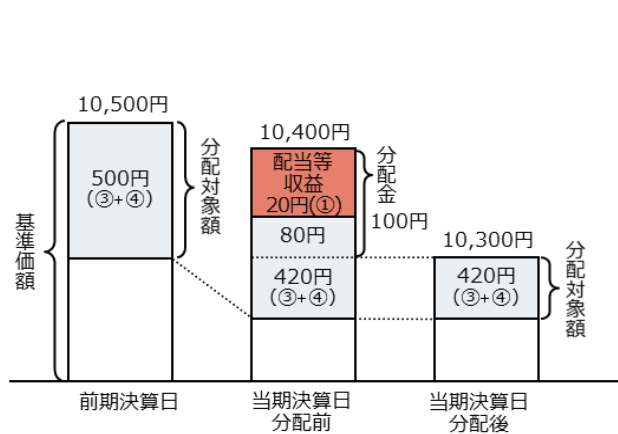 10,500円
500円
(③+④)
分配対象額
基準価額
前期決算日
10,400円
配当等
収益
20円(①)
80円
420円
(③+④)
分配金
100円
当期決算日
分配前
10,300円
420円
(③+④)
分配対象額
当期決算日
分配後